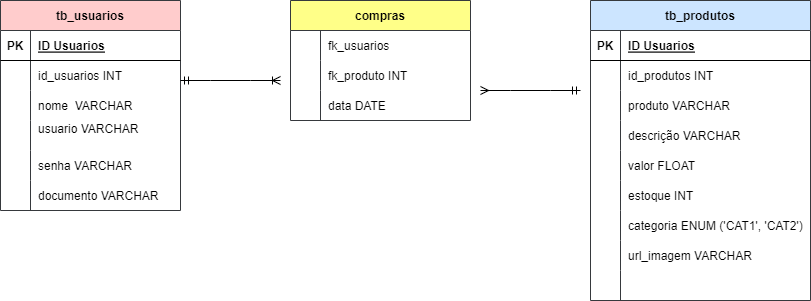 tb_usuarios
PK
ID Usuarios
id_usuarios INT
nome VARCHAR
usuario VARCHAR
senha VARCHAR
documento VARCHAR
compras
fk_usuarios
fk_produto INT
data DATE
tb_produtos
PK
ID Usuarios
id_produtos INT
produto VARCHAR
descrição VARCHAR
valor FLOAT
estoque INT
categoria ENUM ('CAT1', 'CAT2')
url_imagem VARCHAR